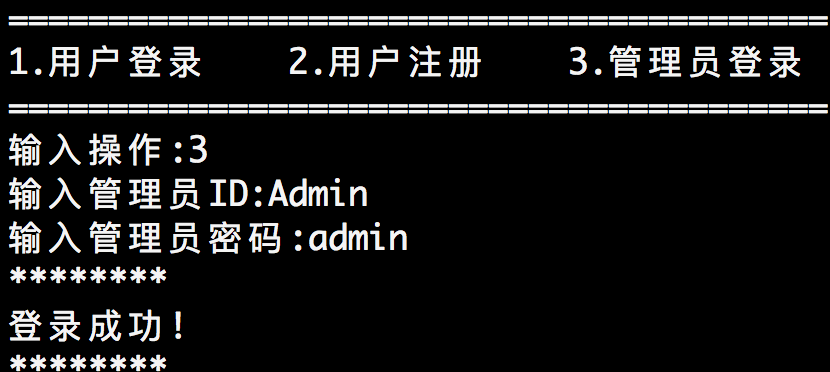 =========================================
1.用户登录    2.用户注册    3.管理员登录
=========================================
输入操作:3
输入管理员ID:Admin
输入管理员密码:admin
********
登录成功！
********